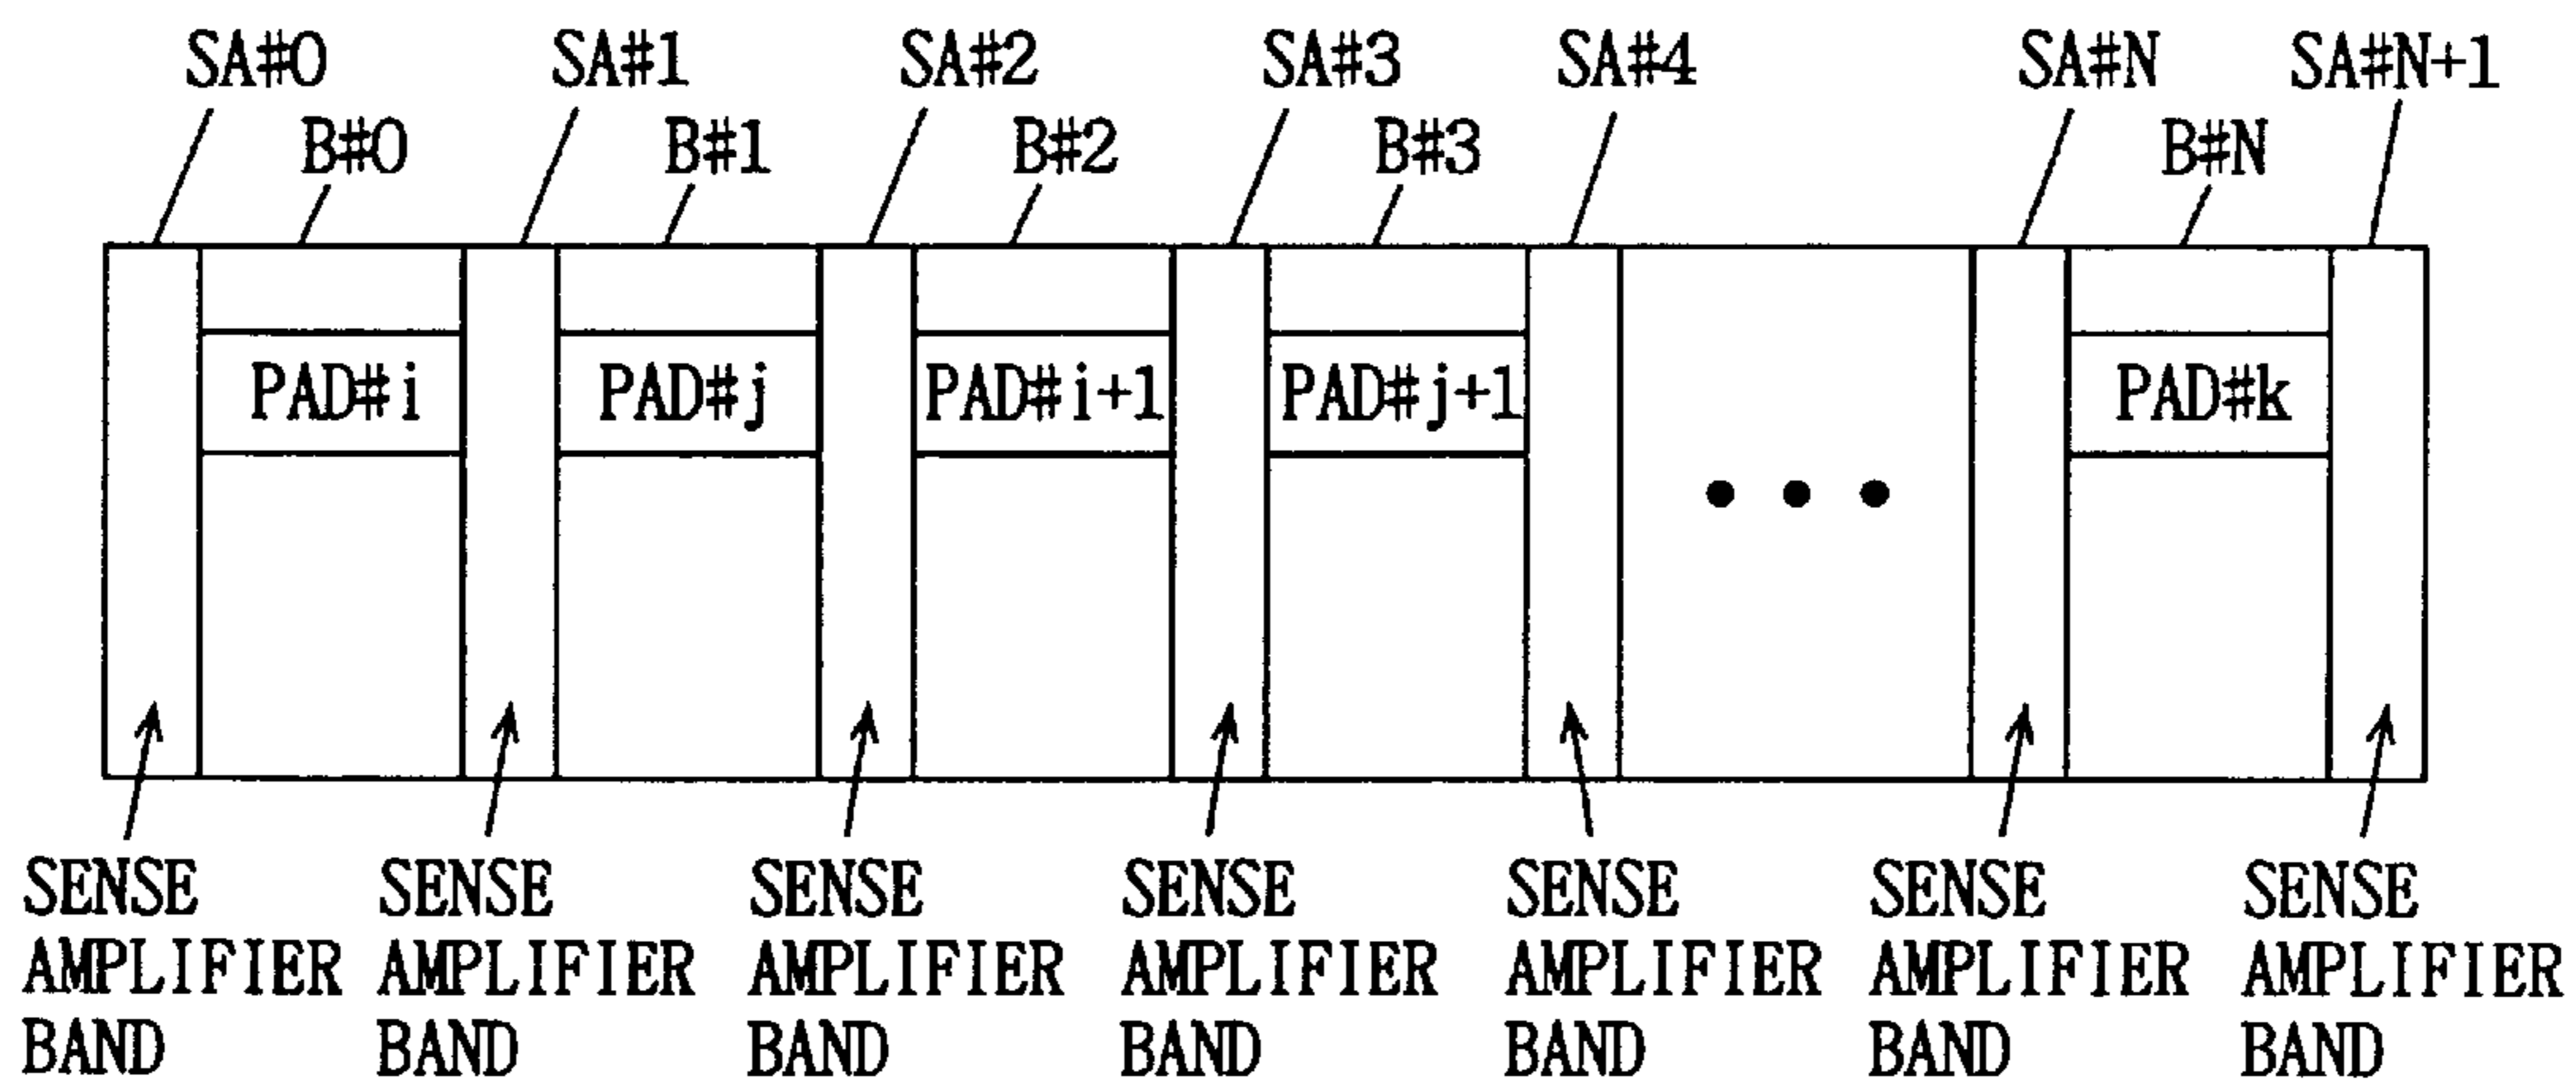 SA#0 SA#1 SA#2 SA#3 SA#4 SA#N SA#N+1
B#0 B#1 B#2 B#3 B#N
PAD#i PAD#j PAD#i+1 PAD#j+1 PAD#k
SENSE SENSE SENSE SENSE SENSE SENSE SENSE
AMPLIFIER AMPLIFIER AMPLIFIER AMPLIFIER AMPLIFIER AMPLIFIER AMPLIFIER
BAND BAND BAND BAND BAND BAND BAND